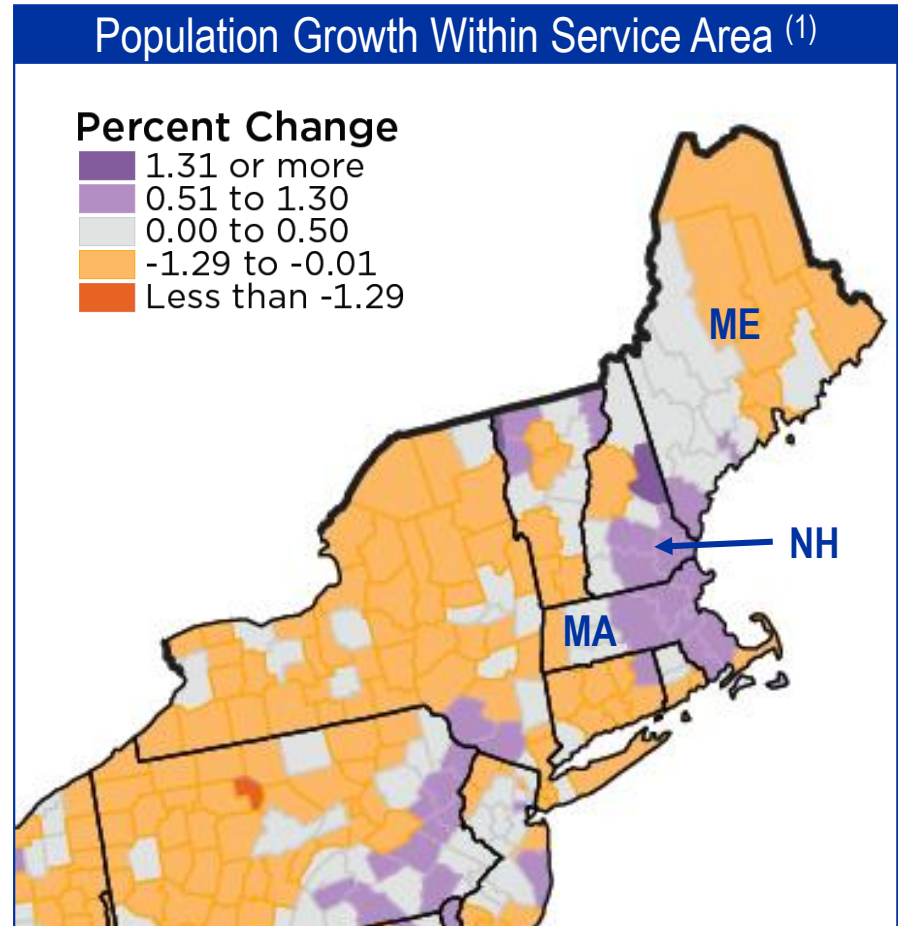 Population Growth Within Service Area (1)
Percent Change
1.31 or more
0.51 to 1.30
0.00 to 0.50
-1.29 to -0.01
Less than -1.29
ME
NH
MA